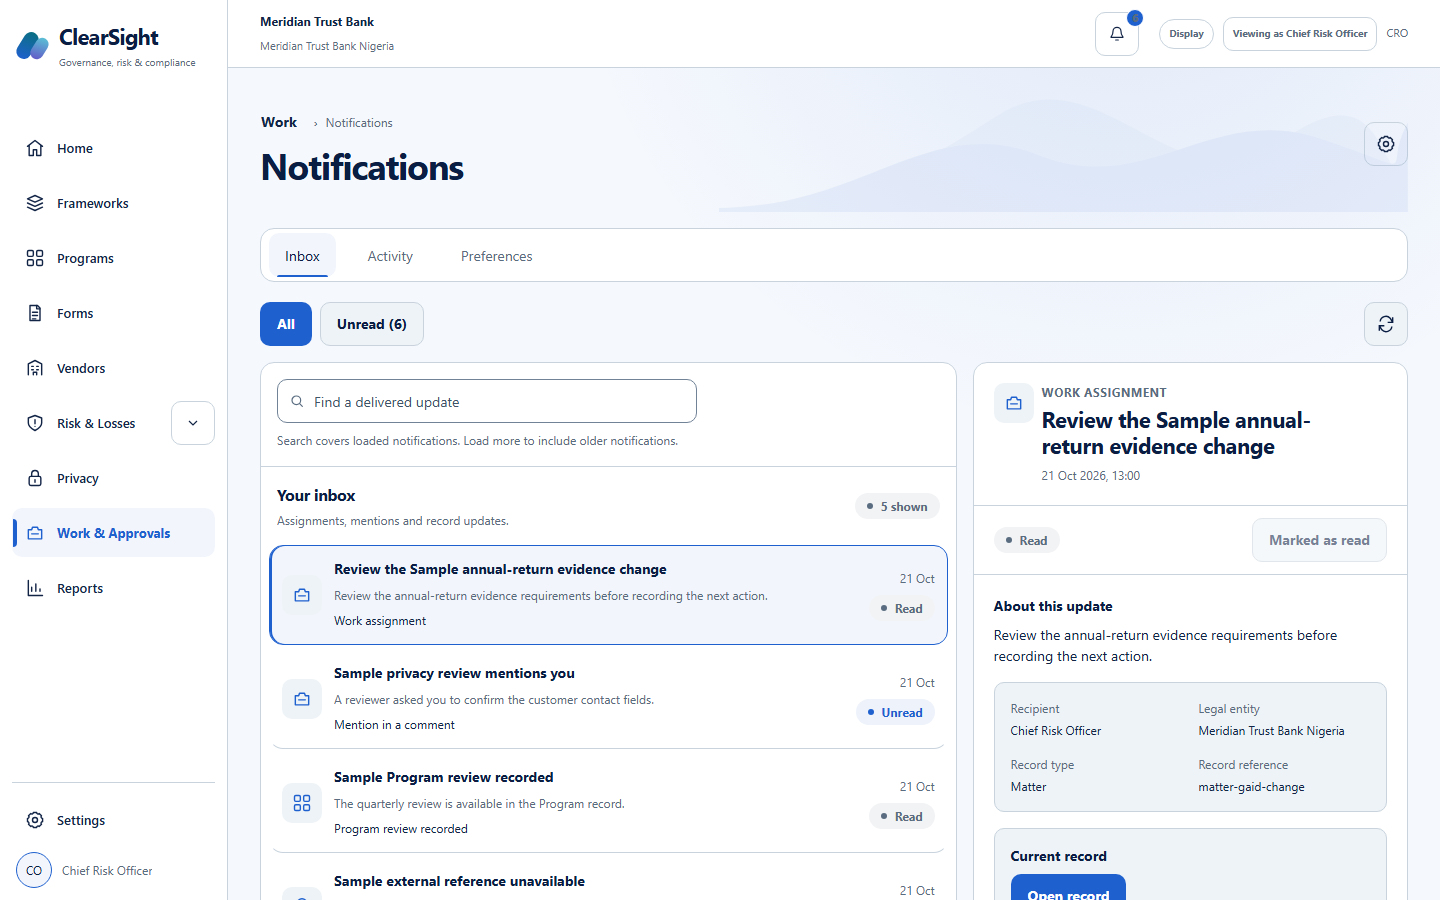 ClearSight
Governance, risk & compliance
Home
Frameworks
Programs
Forms
Vendors
Risk & Losses
Privacy
Work & Approvals
Reports
Settings
CO
Chief Risk Officer
Meridian Trust Bank
Meridian Trust Bank Nigeria
Display
Viewing as Chief Risk Officer
CRO
Work › Notifications
Notifications
Inbox
Activity
Preferences
All
Unread (6)
Find a delivered update
Search covers loaded notifications. Load more to include older notifications.
Your inbox
Assignments, mentions and record updates.
5 shown
Review the Sample annual-return evidence change
Review the annual-return evidence requirements before recording the next action.
Work assignment
21 Oct
Read
Sample privacy review mentions you
A reviewer asked you to confirm the customer contact fields.
Mention in a comment
21 Oct
Unread
Sample Program review recorded
The quarterly review is available in the Program record.
Program review recorded
21 Oct
Read
Sample external reference unavailable
21 Oct
WORK ASSIGNMENT
Review the Sample annual-
return evidence change
21 Oct 2026, 13:00
Read
Marked as read
About this update
Review the annual-return evidence requirements before
recording the next action.
Recipient
Chief Risk Officer
Legal entity
Meridian Trust Bank Nigeria
Record type
Matter
Record reference
matter-gaid-change
Current record
Open record